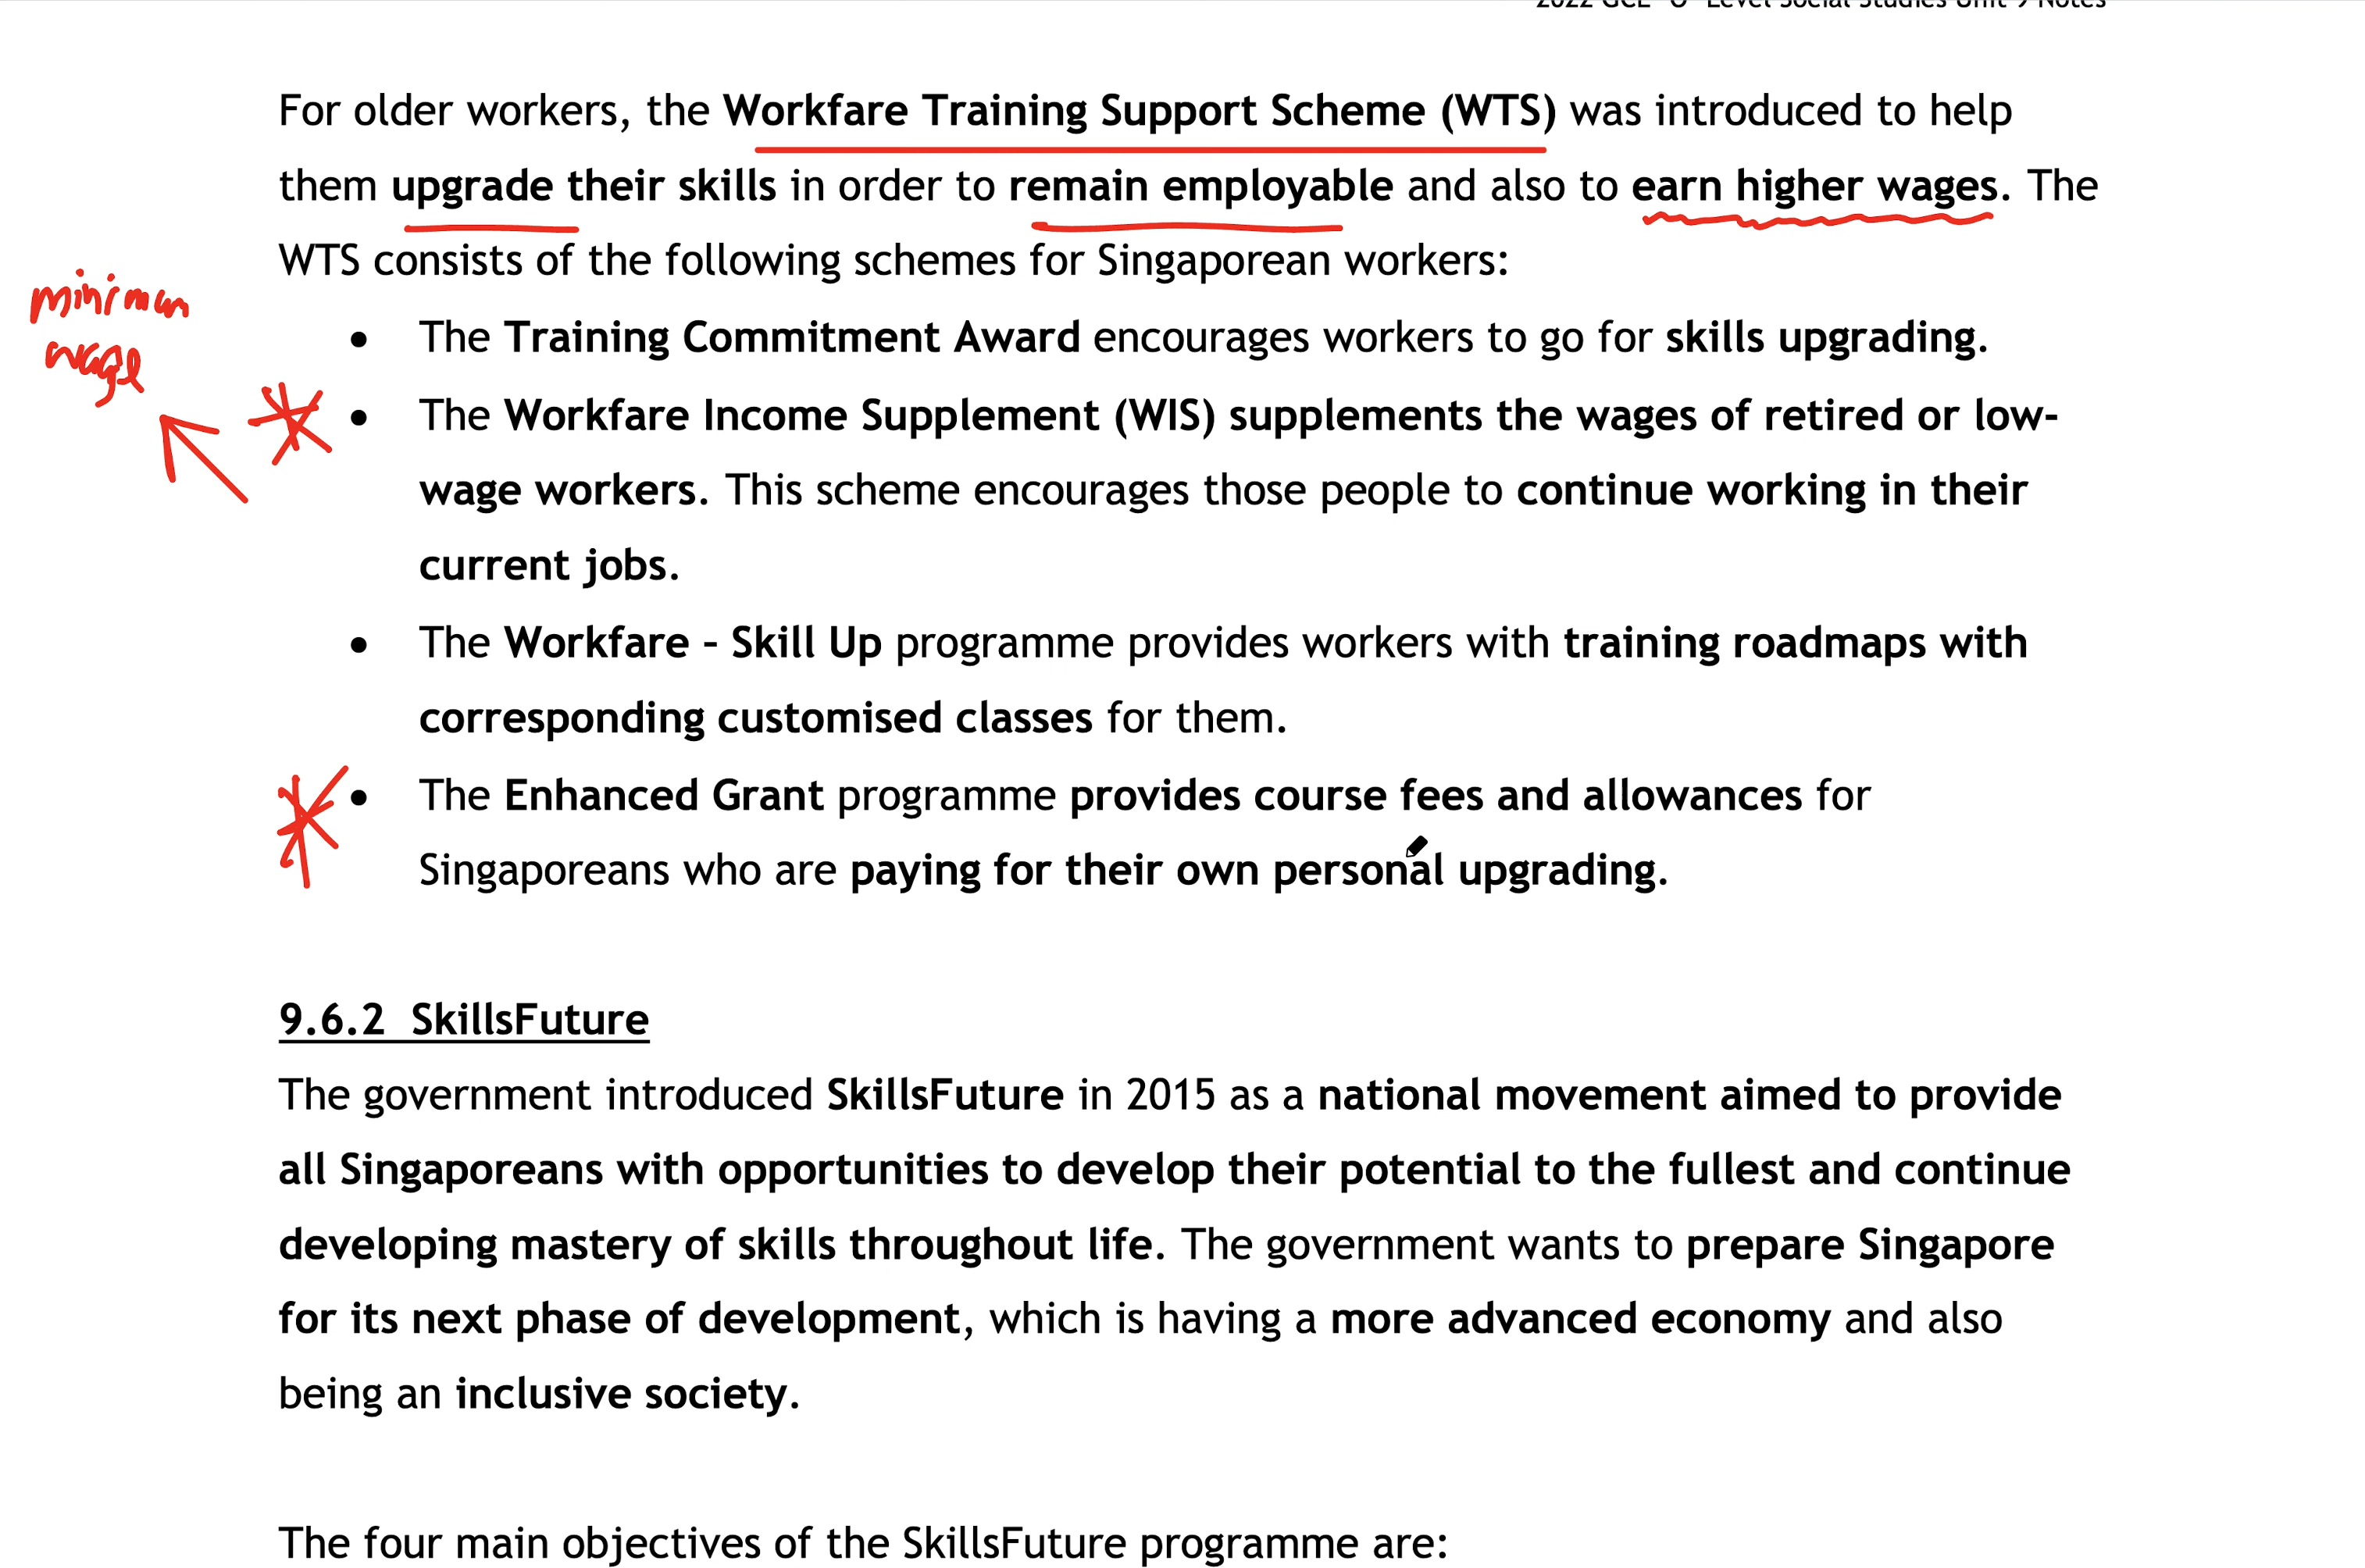 2022 GCE 'O' Level Social Studies Unit 9 Notes
For older workers, the Workfare Training Support Scheme (WTS) was introduced to help
them upgrade their skills in order to remain employable and also to earn higher wages. The
WTS consists of the following schemes for Singaporean workers:
minimum
wage
• The Training Commitment Award encourages workers to go for skills upgrading.
• The Workfare Income Supplement (WIS) supplements the wages of retired or low-
wage workers. This scheme encourages those people to continue working in their
current jobs.
• The Workfare – Skill Up programme provides workers with training roadmaps with
corresponding customised classes for them.
• The Enhanced Grant programme provides course fees and allowances for
Singaporeans who are paying for their own personal upgrading.
9.6.2 SkillsFuture
The government introduced SkillsFuture in 2015 as a national movement aimed to provide
all Singaporeans with opportunities to develop their potential to the fullest and continue
developing mastery of skills throughout life. The government wants to prepare Singapore
for its next phase of development, which is having a more advanced economy and also
being an inclusive society.
The four main objectives of the SkillsFuture programme are: